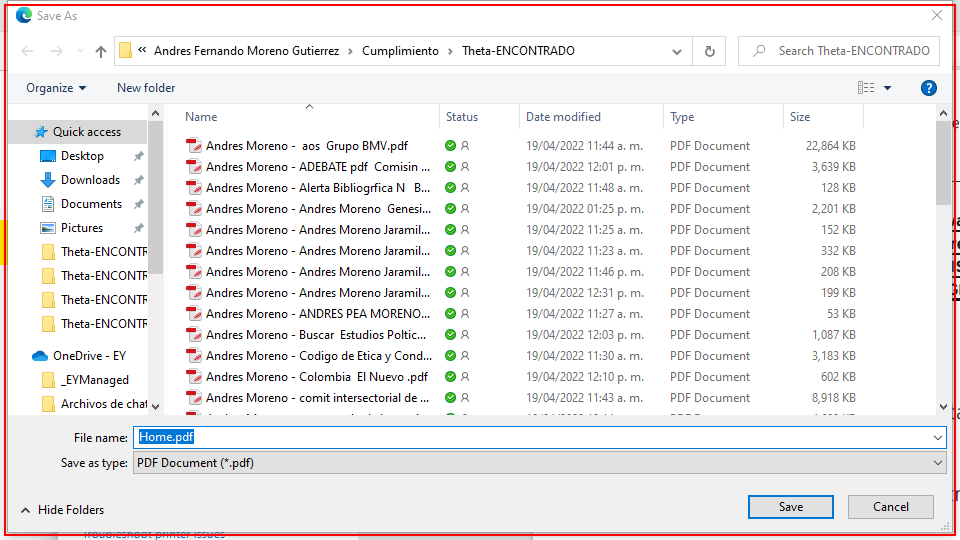 Save As
« Andres Fernando Moreno Gutierrez > Cumplimiento > Theta-ENCONTRADO
Search Theta-ENCONTRADO
Organize
New folder
Name Status Date modified Type Size
Quick access
Desktop
Downloads
Documents
Pictures
Theta-ENCONTR
Theta-ENCONTR
Theta-ENCONTR
Theta-ENCONTR
OneDrive - EY
_EYManaged
Archivos de chat
Andres Moreno - aos Grupo BMV.pdf 19/04/2022 11:44 a. m. PDF Document 22,864 KB
Andres Moreno - ADEBATE pdf Comisin ... 19/04/2022 12:01 p. m. PDF Document 3,639 KB
Andres Moreno - Alerta Bibliogrfica N B... 19/04/2022 11:48 a. m. PDF Document 128 KB
Andres Moreno - Andres Moreno Genesi... 19/04/2022 01:25 p. m. PDF Document 2,201 KB
Andres Moreno - Andres Moreno Jaramil... 19/04/2022 11:25 a. m. PDF Document 152 KB
Andres Moreno - Andres Moreno Jaramil... 19/04/2022 11:23 a. m. PDF Document 332 KB
Andres Moreno - Andres Moreno Jaramil... 19/04/2022 11:46 p. m. PDF Document 208 KB
Andres Moreno - Andres Moreno Jaramil... 19/04/2022 12:31 p. m. PDF Document 199 KB
Andres Moreno - ANDRES PEA MORENO... 19/04/2022 11:27 a. m. PDF Document 53 KB
Andres Moreno - Buscar Estudios Poltic... 19/04/2022 12:03 p. m. PDF Document 1,087 KB
Andres Moreno - Codigo de Etica y Cond... 19/04/2022 11:30 a. m. PDF Document 3,183 KB
Andres Moreno - Colombia El Nuevo .pdf 19/04/2022 12:10 p. m. PDF Document 602 KB
Andres Moreno - comit intersectorial de ... 19/04/2022 11:43 a. m. PDF Document 8,918 KB
File name: Home.pdf
Save as type: PDF Document (*.pdf)
Hide Folders
Save
Cancel
Troubleshoot printer issues